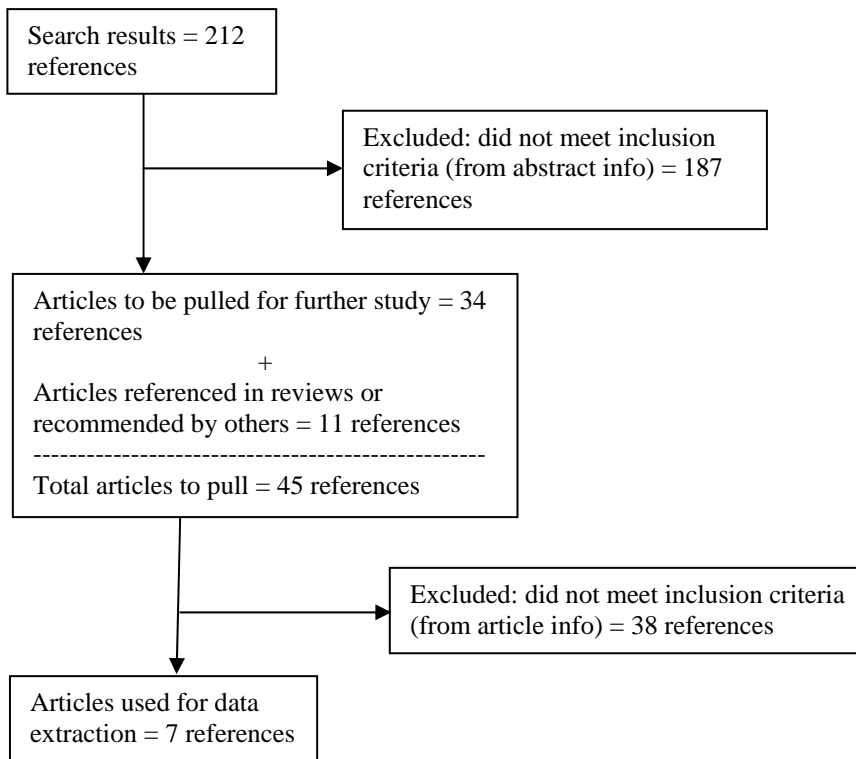 Search results = 212
references
Excluded: did not meet inclusion
criteria (from abstract info) = 187
references
Articles to be pulled for further study = 34
references
+
Articles referenced in reviews or
recommended by others = 11 references
---------------------------------------------------
Total articles to pull = 45 references
Excluded: did not meet inclusion criteria
(from article info) = 38 references
Articles used for data
extraction = 7 references